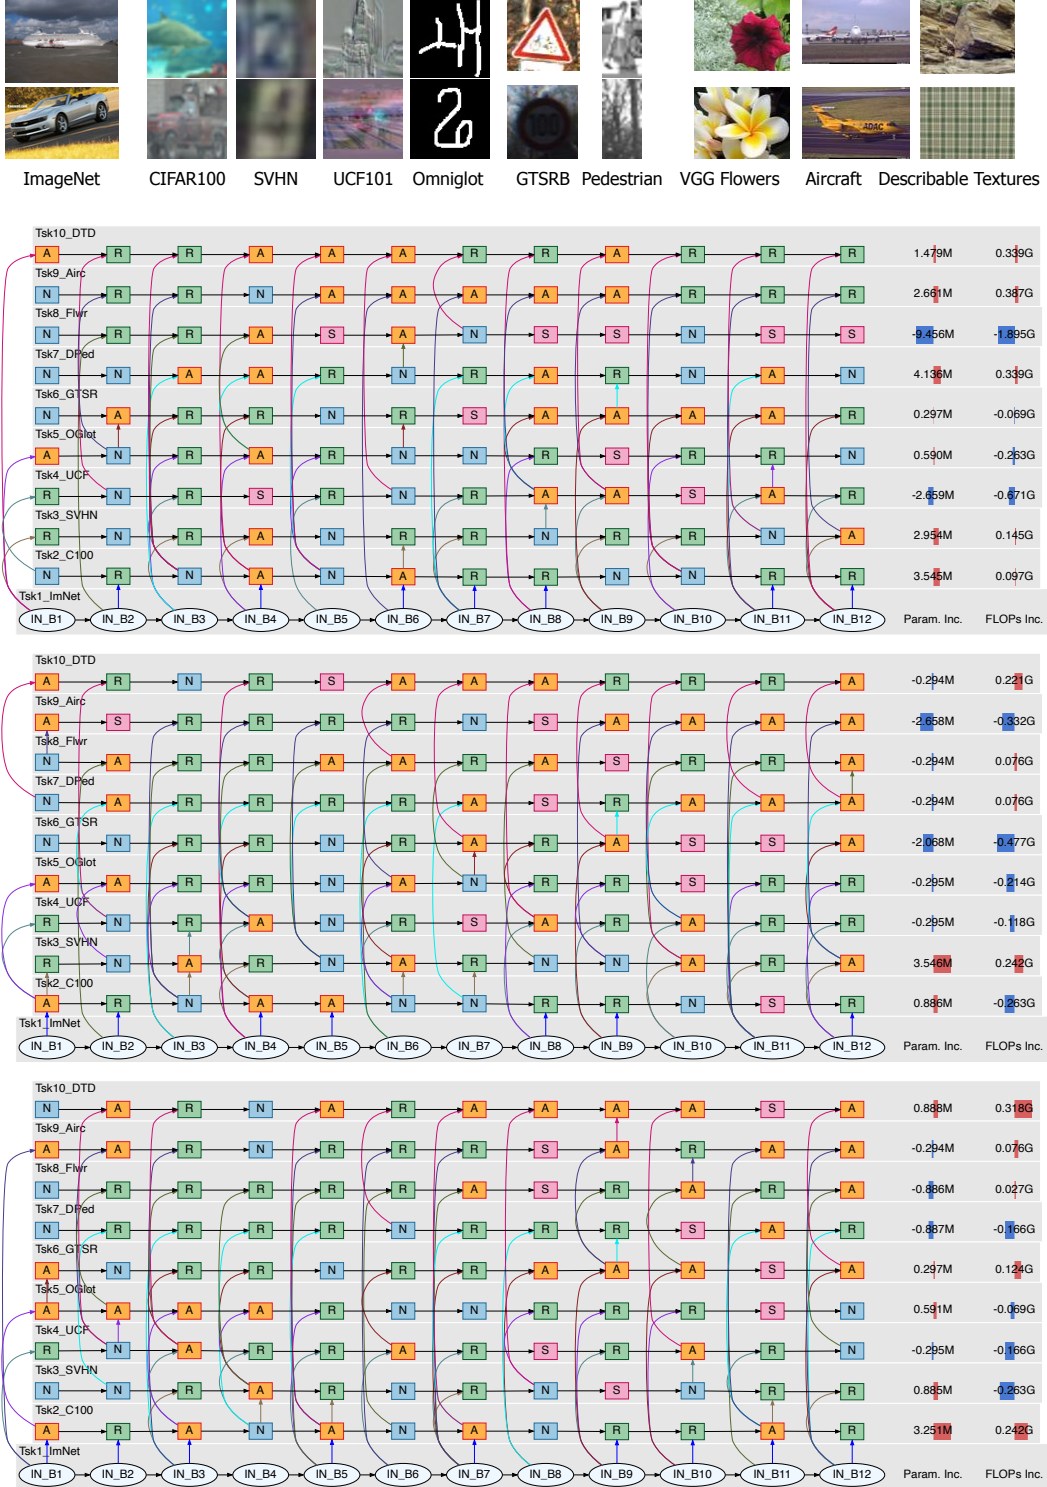 ADAC
ImageNet CIFAR100 SVHN UCF101 Omniglot GTSRB Pedestrian VGG Flowers Aircraft Describable Textures
Tsk10_DTD
A R R A A A R R A R R R 1.479M 0.339G
Tsk9_Airc
N R R N A A A A A R R R 2.661M 0.387G
Tsk8_Flwr
N R R A S A N S S N S S -9.456M -1.895G
Tsk7_DPed
N N A A R N R A R N A N 4.136M 0.339G
Tsk6_GTSR
N A R R N R S A A A A R 0.297M -0.069G
Tsk5_OGlot
A N R A R N N R S R R N 0.590M -0.263G
Tsk4_UCF
R N R S R N R A A S A R -2.659M -0.671G
Tsk3_SVHN
R N R A N R R N R R N A 2.954M 0.145G
Tsk2_C100
N R N A N A R R N N R R 3.545M 0.097G
Tsk1_ImNet
IN_B1 IN_B2 IN_B3 IN_B4 IN_B5 IN_B6 IN_B7 IN_B8 IN_B9 IN_B10 IN_B11 IN_B12 Param. Inc. FLOPs Inc.
Tsk10_DTD
A R N R S A A A R R R A -0.294M 0.221G
Tsk9_Airc
A S R R R R N S A A A A -2.658M -0.332G
Tsk8_Flwr
N A R R A A R A S R R A -0.294M 0.076G
Tsk7_DPed
N A R R R R A S R A A A -0.294M 0.076G
Tsk6_GTSR
N N R R N R A R A S S A -2.068M -0.477G
Tsk5_OGlot
A A R R N A N R R S R R -0.295M -0.214G
Tsk4_UCF
R N R A N R S A R A R R -0.295M -0.118G
Tsk3_SVHN
R N A R N A R N N A R A 3.546M 0.242G
Tsk2_C100
A R N A A N N R R N S R 0.886M -0.263G
Tsk1_ImNet
IN_B1 IN_B2 IN_B3 IN_B4 IN_B5 IN_B6 IN_B7 IN_B8 IN_B9 IN_B10 IN_B11 IN_B12 Param. Inc. FLOPs Inc.
Tsk10_DTD
N A R N A R A A A A S A 0.888M 0.318G
Tsk9_Airc
A A R N R R R S A R A A -0.294M 0.076G
Tsk8_Flwr
N R R R R R A S R A R A -0.886M 0.027G
Tsk7_DPed
N R R R R N R R R S A R -0.887M -0.166G
Tsk6_GTSR
A N R R N R R A A A S A 0.297M 0.124G
Tsk5_OGlot
A A A A R N N R R R S N 0.591M -0.069G
Tsk4_UCF
R N A R R A R S R A R N -0.295M -0.166G
Tsk3_SVHN
N N R A R N R N S N R R 0.885M -0.263G
Tsk2_C100
A R A N A N A N R R A R 3.251M 0.242G
Tsk1_ImNet
IN_B1 IN_B2 IN_B3 IN_B4 IN_B5 IN_B6 IN_B7 IN_B8 IN_B9 IN_B10 IN_B11 IN_B12 Param. Inc. FLOPs Inc.